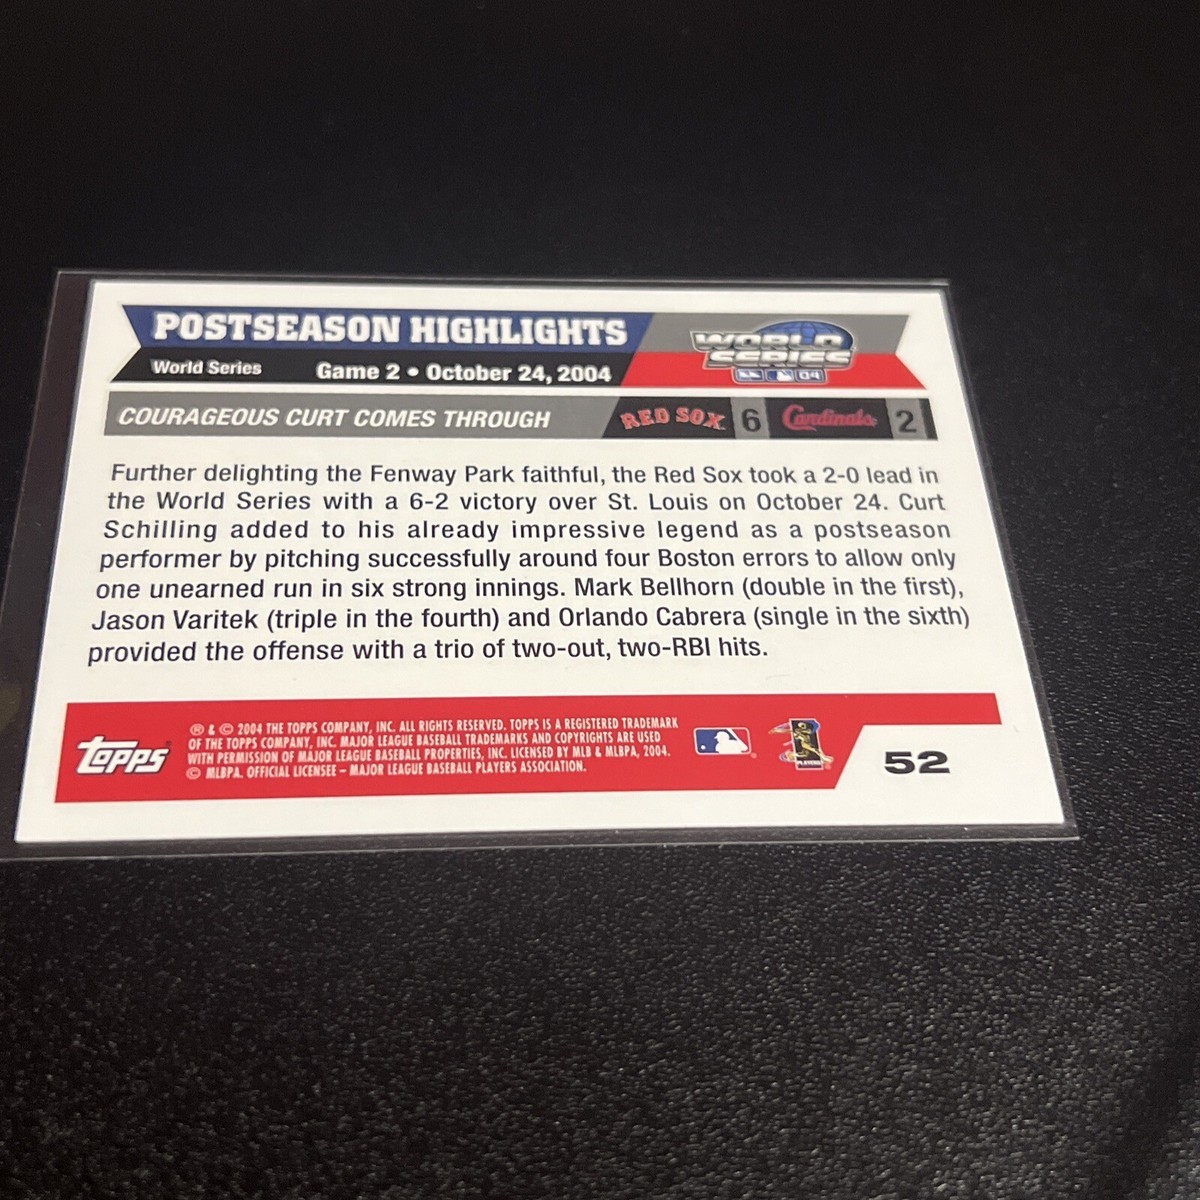 POSTSEASON HIGHLIGHTS
WORLD
SERIES
04
World Series Game 2 • October 24, 2004
COURAGEOUS CURT COMES THROUGH RED SOX 6 Cardinals 2
Further delighting the Fenway Park faithful, the Red Sox took a 2-0 lead in
the World Series with a 6-2 victory over St. Louis on October 24. Curt
Schilling added to his already impressive legend as a postseason
performer by pitching successfully around four Boston errors to allow only
one unearned run in six strong innings. Mark Bellhorn (double in the first),
Jason Varitek (triple in the fourth) and Orlando Cabrera (single in the sixth)
provided the offense with a trio of two-out, two-RBI hits.
topps
® & © 2004 THE TOPPS COMPANY, INC. ALL RIGHTS RESERVED. TOPPS IS A REGISTERED TRADEMARK
OF THE TOPPS COMPANY, INC. MAJOR LEAGUE BASEBALL TRADEMARKS AND COPYRIGHTS ARE USED
WITH PERMISSION OF MAJOR LEAGUE BASEBALL PROPERTIES, INC. LICENSED BY MLB & MLBPA, 2004.
© MLBPA. OFFICIAL LICENSEE – MAJOR LEAGUE BASEBALL PLAYERS ASSOCIATION.
PLAYERS
52